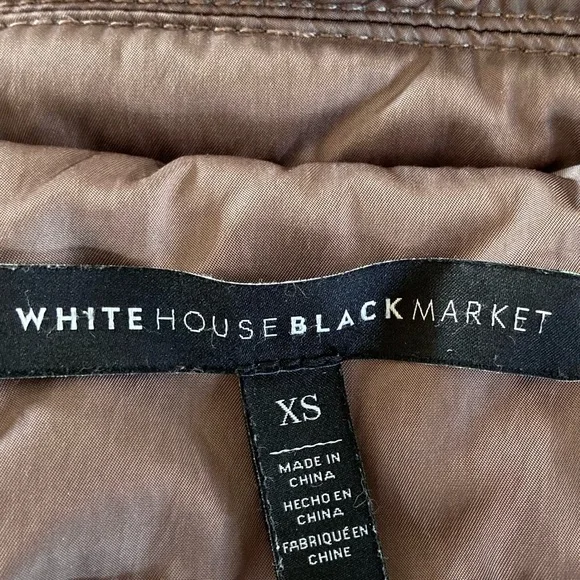 WHITE HOUSE BLACK MARKET
XS
MADE IN
CHINA
HECHO EN
CHINA
FABRIQUÉ EN
CHINE